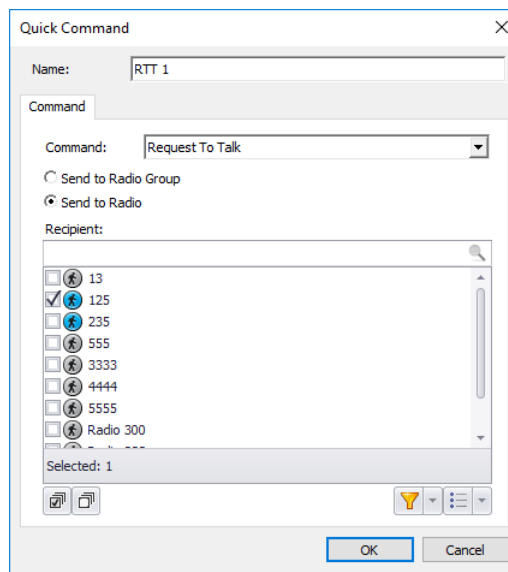 Quick Command
Name: RTT 1
Command
Command: Request To Talk
Send to Radio Group
Send to Radio
Recipient:
13
125
235
555
3333
4444
5555
Radio 300
Selected: 1
OK Cancel